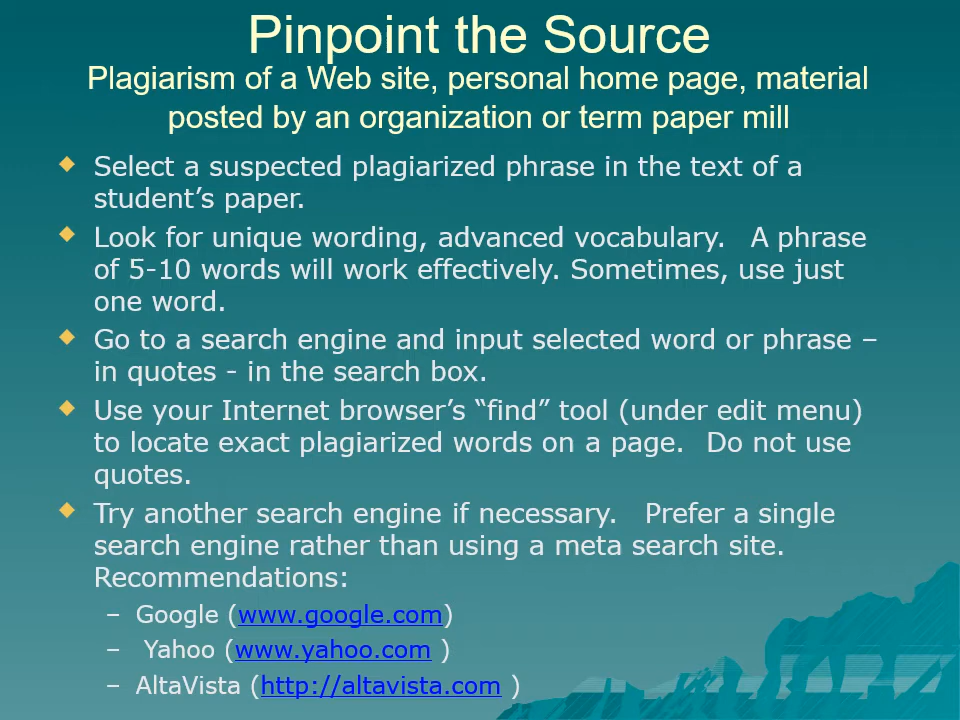 Pinpoint the Source
Plagiarism of a Web site, personal home page, material
posted by an organization or term paper mill
Select a suspected plagiarized phrase in the text of a
student’s paper.
Look for unique wording, advanced vocabulary.   A phrase
of 5-10 words will work effectively. Sometimes, use just
one word.
Go to a search engine and input selected word or phrase –
in quotes - in the search box.
Use your Internet browser’s “find” tool (under edit menu)
to locate exact plagiarized words on a page.  Do not use
quotes.
Try another search engine if necessary.   Prefer a single
search engine rather than using a meta search site.
Recommendations:
– Google (www.google.com)
–  Yahoo (www.yahoo.com )
– AltaVista (http://altavista.com )